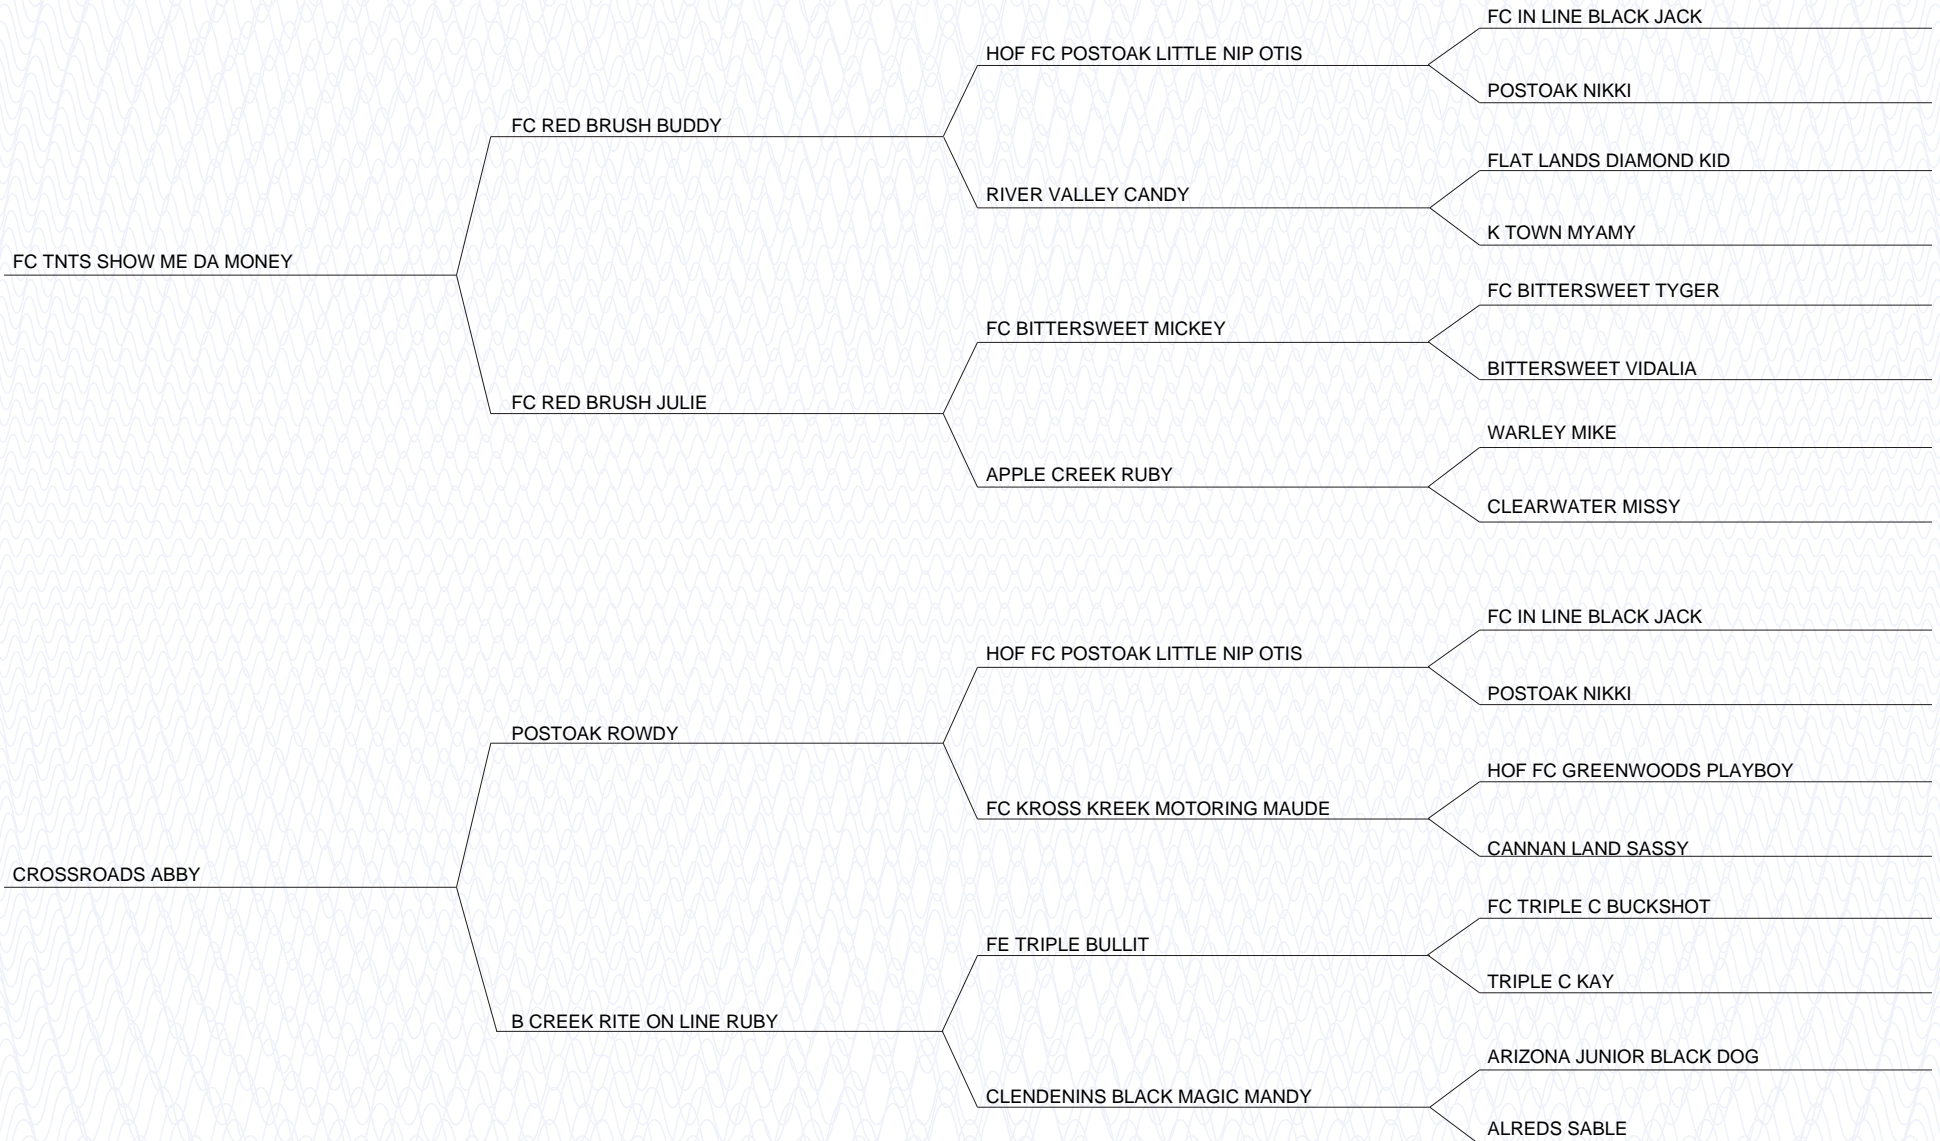 FC IN LINE BLACK JACK
HOF FC POSTOAK LITTLE NIP OTIS
POSTOAK NIKKI
FC RED BRUSH BUDDY
FLAT LANDS DIAMOND KID
RIVER VALLEY CANDY
K TOWN MYAMY
FC TNTS SHOW ME DA MONEY
FC BITTERSWEET TYGER
FC BITTERSWEET MICKEY
BITTERSWEET VIDALIA
FC RED BRUSH JULIE
WARLEY MIKE
APPLE CREEK RUBY
CLEARWATER MISSY
FC IN LINE BLACK JACK
HOF FC POSTOAK LITTLE NIP OTIS
POSTOAK NIKKI
POSTOAK ROWDY
HOF FC GREENWOODS PLAYBOY
FC KROSS KREEK MOTORING MAUDE
CANNAN LAND SASSY
CROSSROADS ABBY
FC TRIPLE C BUCKSHOT
FE TRIPLE BULLIT
TRIPLE C KAY
B CREEK RITE ON LINE RUBY
ARIZONA JUNIOR BLACK DOG
CLENDENINS BLACK MAGIC MANDY
ALREDS SABLE